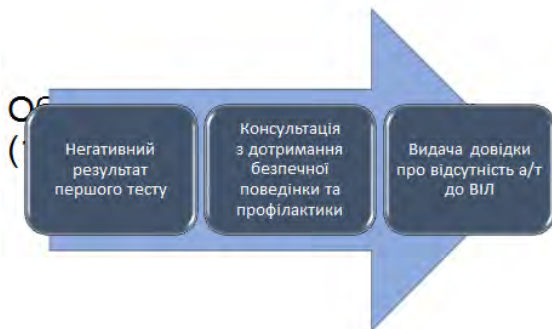 Негативний
результат
першого тесту
Консультація
з дотримання
безпечної
поведінки та
профілактики
Видача довідки
про відсутність а/т
до ВІЛ